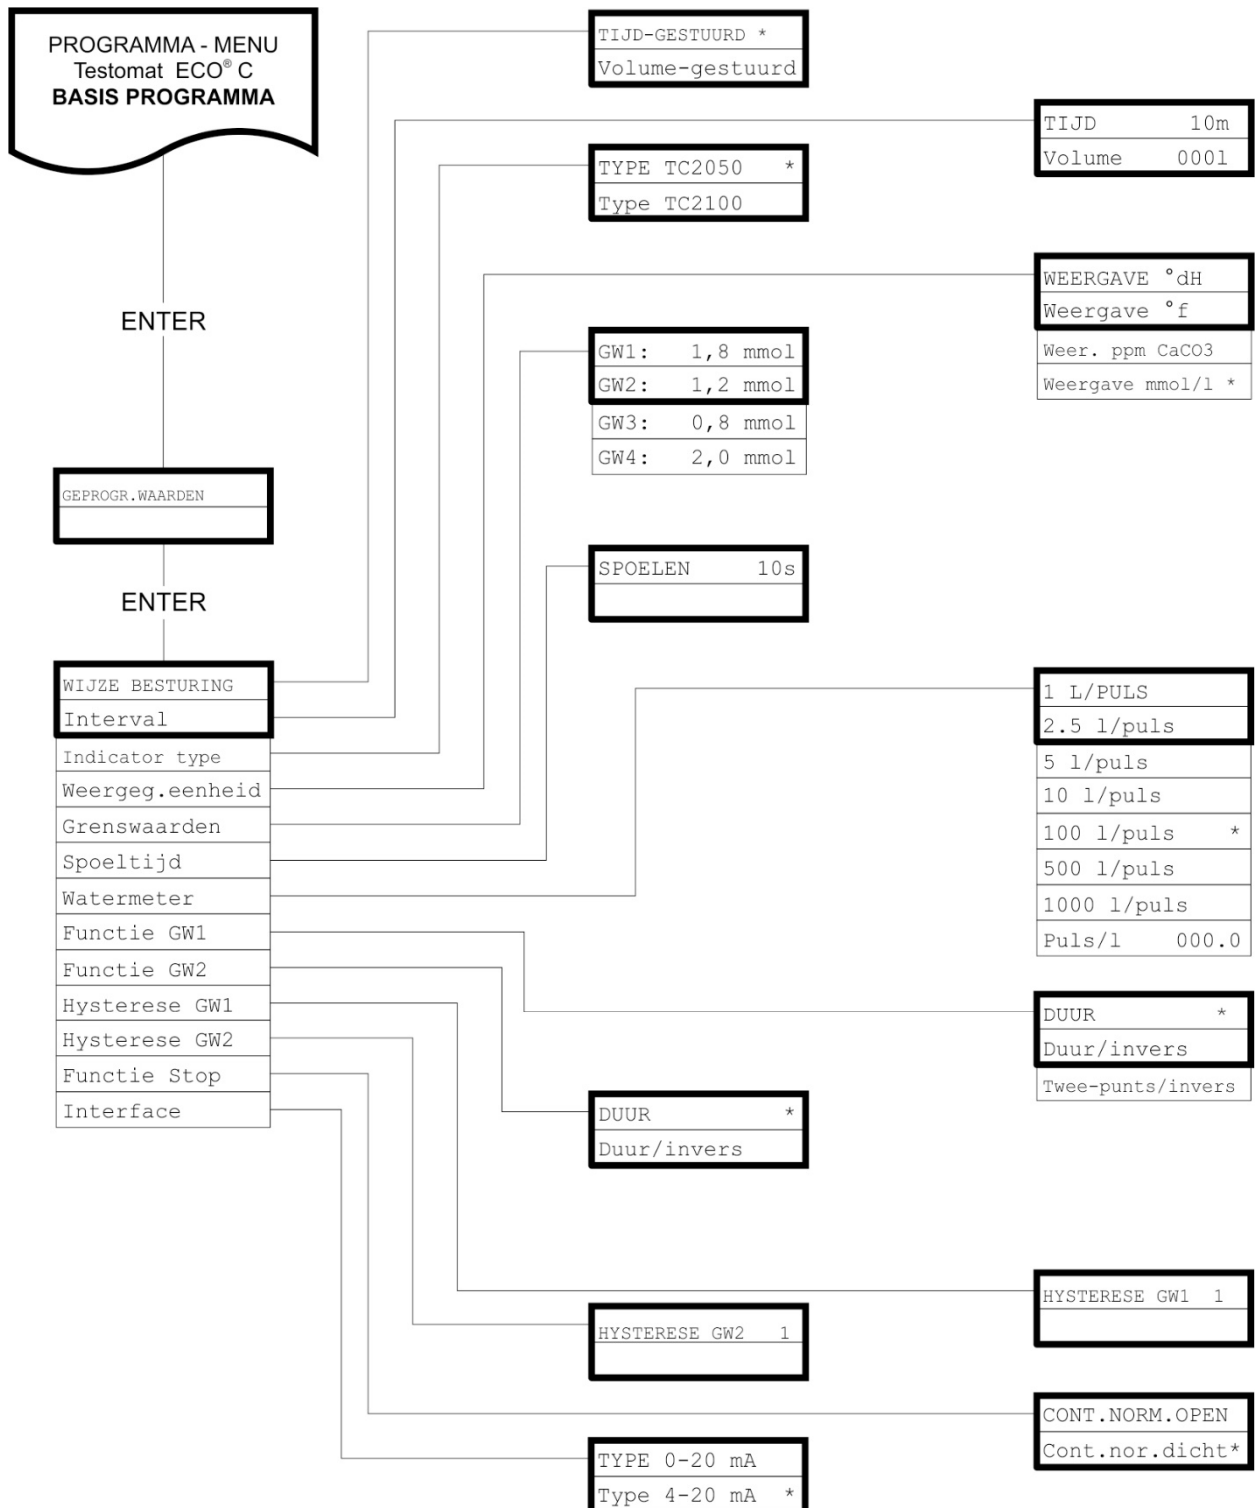 PROGRAMMA - MENU
Testomat ECO® C
BASIS PROGRAMMA
ENTER
GEPROGR.WAARDEN
ENTER
WIJZE BESTURING
Interval
Indicator type
Weergeg.eenheid
Grenswaarden
Spoeltijd
Watermeter
Functie GW1
Functie GW2
Hysterese GW1
Hysterese GW2
Functie Stop
Interface
TIJD-GESTUURD *
Volume-gestuurd
TIJD 10m
Volume 000l
TYPE TC2050 *
Type TC2100
WEERGAVE °dH
Weergave °f
Weer. ppm CaCO3
Weergave mmol/l *
GW1: 1,8 mmol
GW2: 1,2 mmol
GW3: 0,8 mmol
GW4: 2,0 mmol
SPOELEN 10s
1 L/PULS
2.5 l/puls
5 l/puls
10 l/puls
100 l/puls *
500 l/puls
1000 l/puls
Puls/l 000.0
DUUR *
Duur/invers
Twee-punts/invers
DUUR *
Duur/invers
HYSTERESE GW1 1
HYSTERESE GW2 1
CONT.NORM.OPEN
Cont.nor.dicht*
TYPE 0-20 mA
Type 4-20 mA *